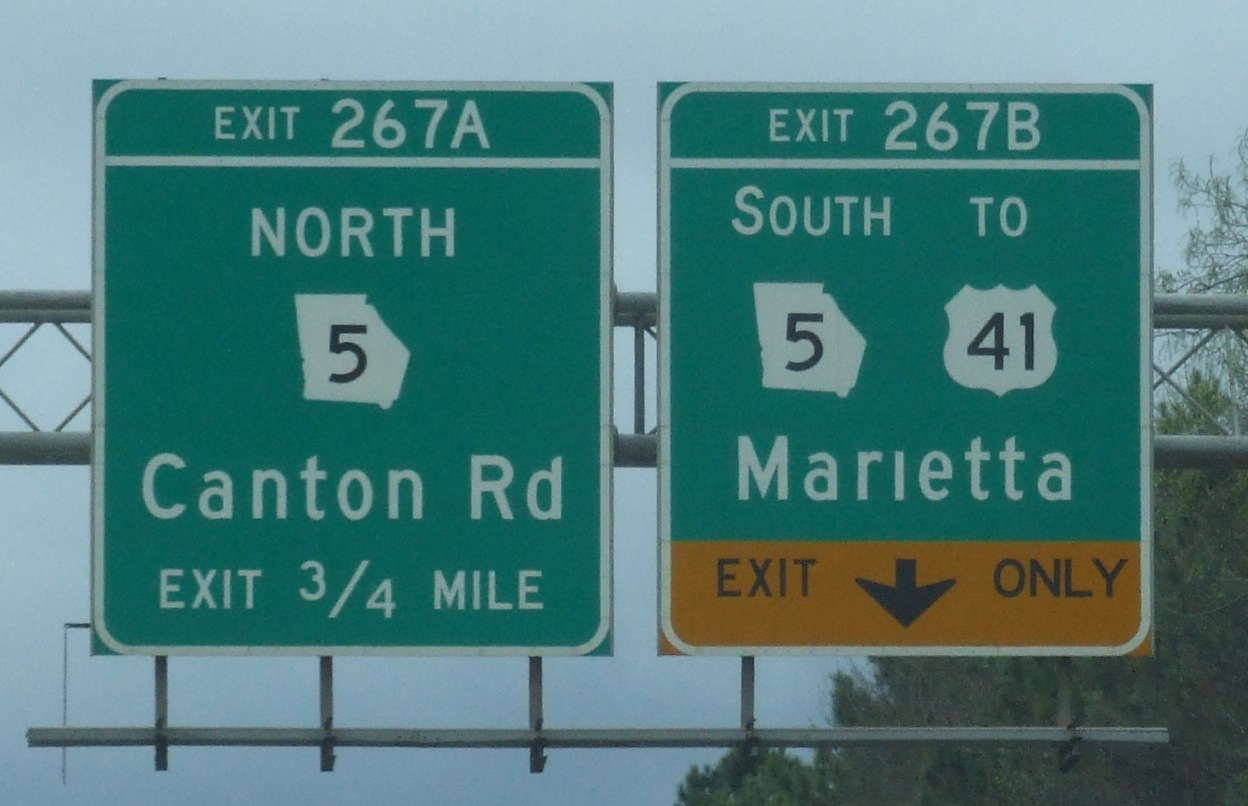 EXIT 267A
NORTH
5
Canton Rd
EXIT 3/4 MILE
EXIT 267B
SOUTH TO
5 41
Marietta
EXIT ONLY